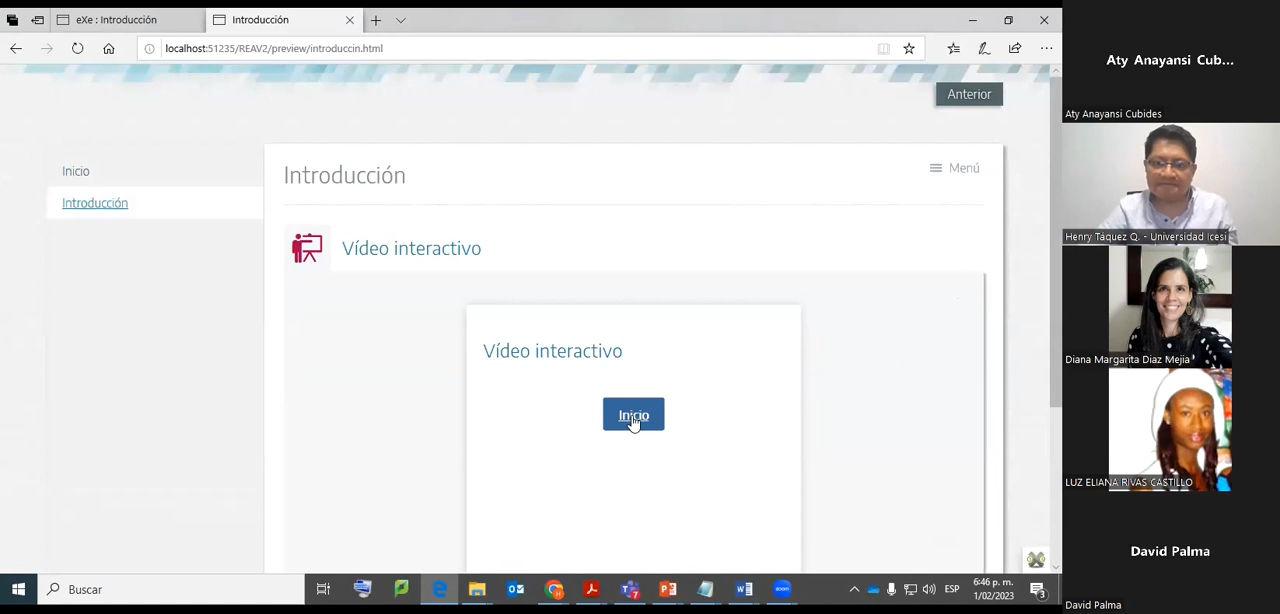 eXe : Introducción
Introducción
localhost:51235/REAV2/preview/introduccin.html
Anterior
Inicio
Introducción
Introducción
Menú
Vídeo interactivo
Vídeo interactivo
Inicio
Buscar
ESP
6:46 p. m.
1/02/2023
3
Aty Anayansi Cub...
Aty Anayansi Cubides
Henry Taquez Q. - Universidad Icesi
Diana Margarita Diaz Mejia
LUZ ELIANA RIVAS CASTILLO
David Palma
David Palma